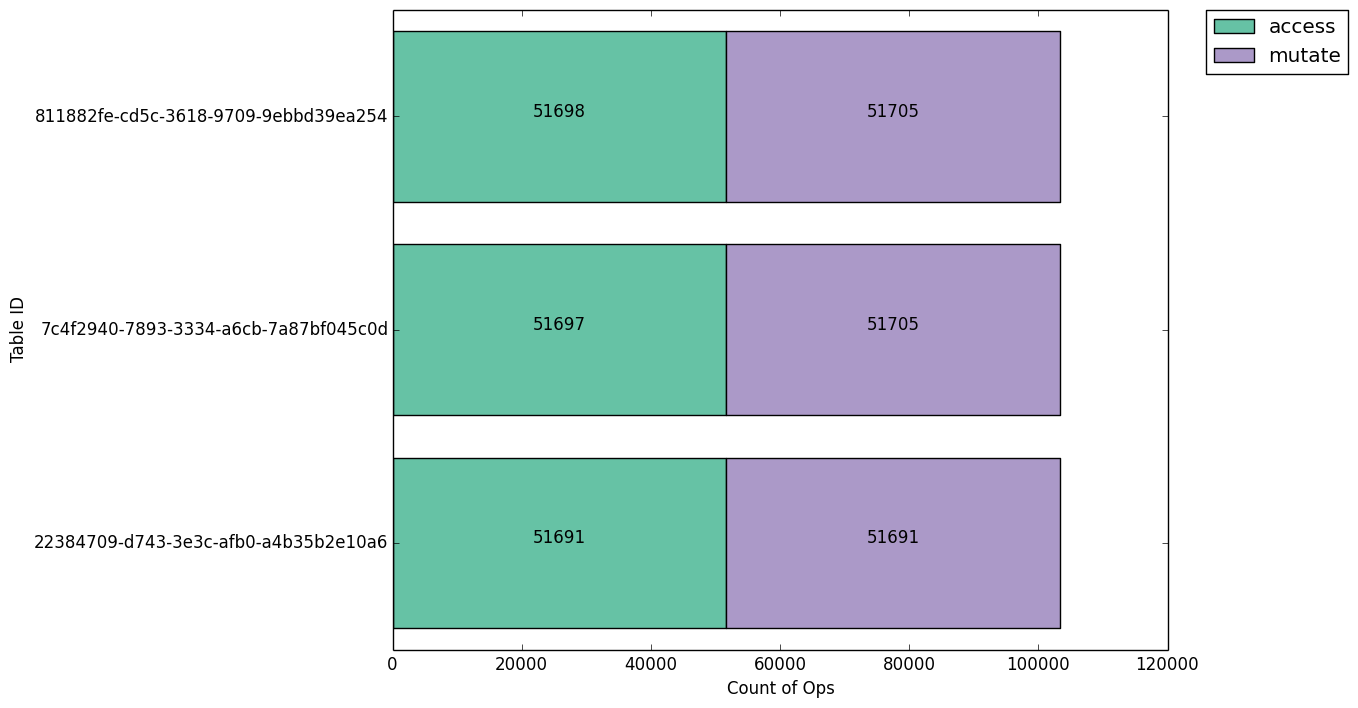 access
mutate
811882fe-cd5c-3618-9709-9ebbd39ea254
51698
51705
7c4f2940-7893-3334-a6cb-7a87bf045c0d
51697
51705
22384709-d743-3e3c-afb0-a4b35b2e10a6
51691
51691
Table ID
0 20000 40000 60000 80000 100000 120000
Count of Ops